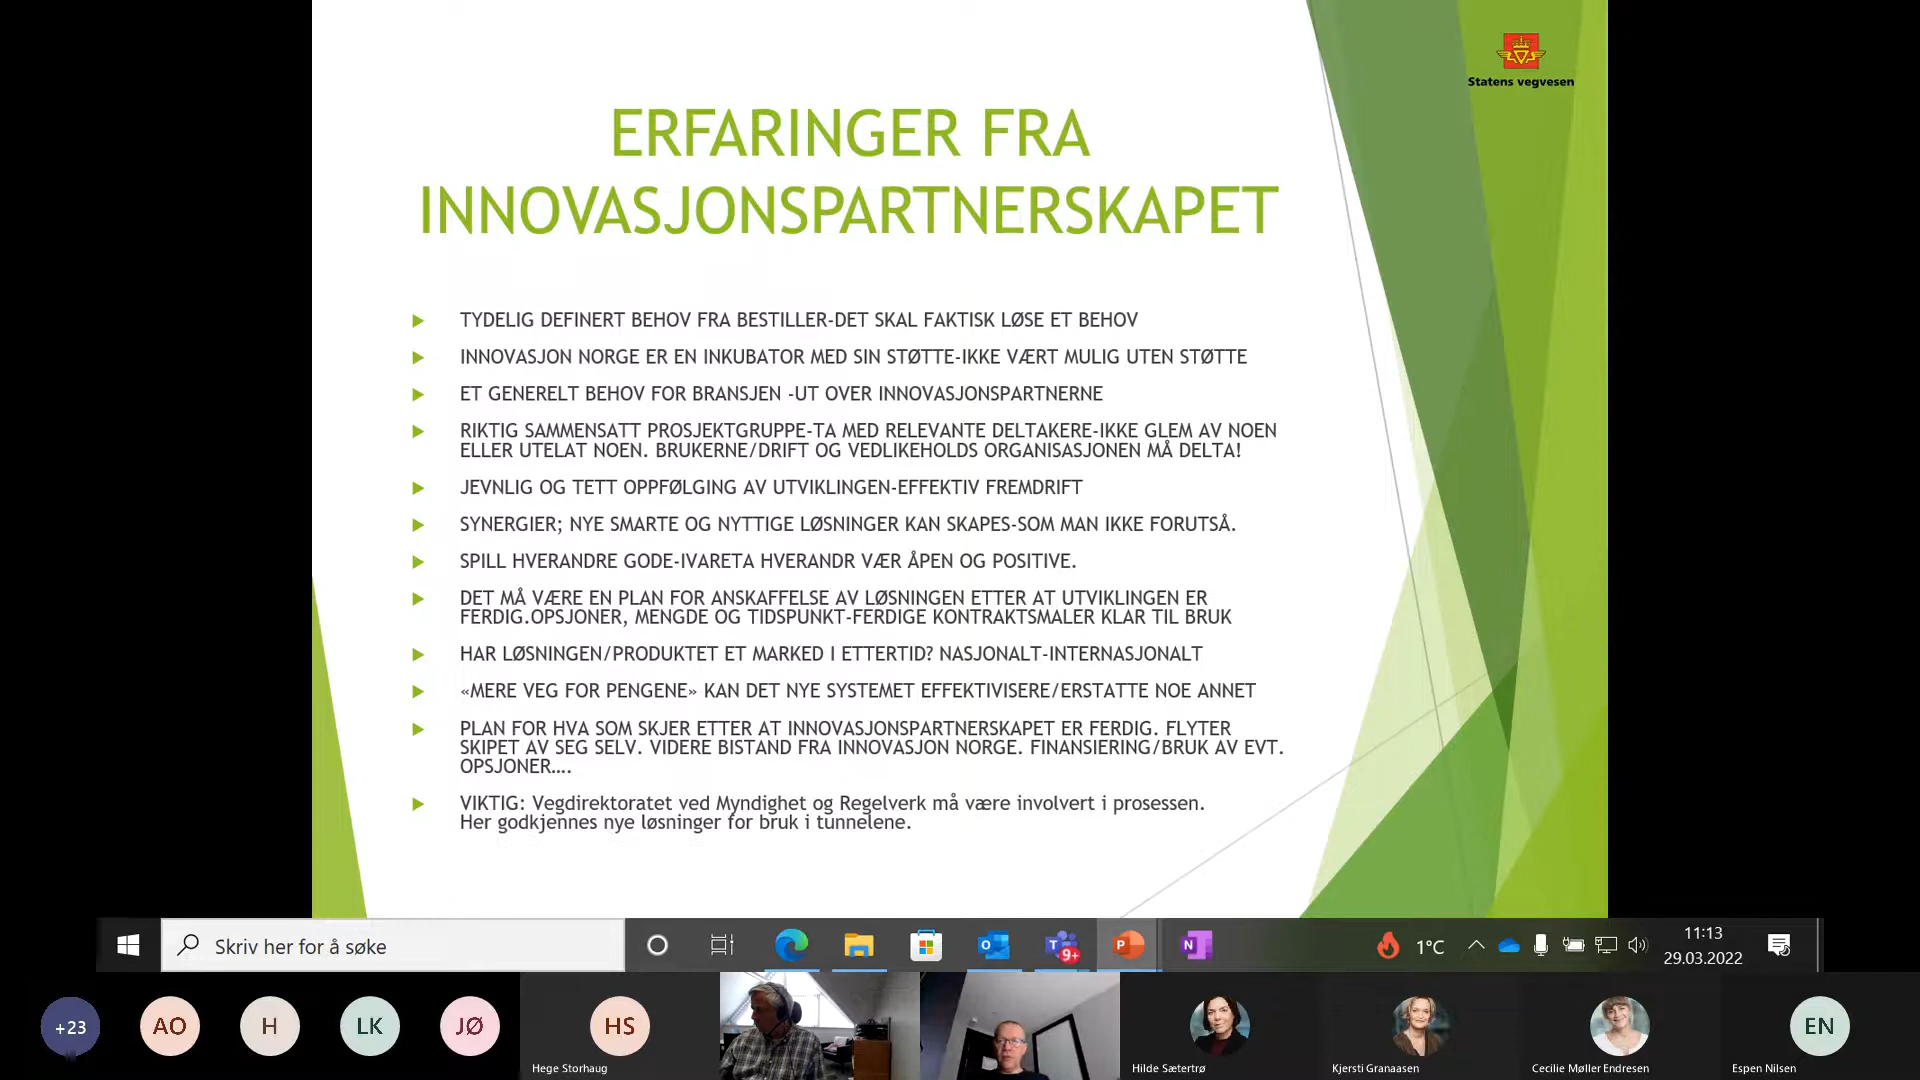 Statens vegvesen
ERFARINGER FRA
INNOVASJONSPARTNERSKAPET
TYDELIG DEFINERT BEHOV FRA BESTILLER-DET SKAL FAKTISK LØSE ET BEHOV
INNOVASJON NORGE ER EN INKUBATOR MED SIN STØTTE-IKKE VÆRT MULIG UTEN STØTTE
ET GENERELT BEHOV FOR BRANSJEN -UT OVER INNOVASJONSPARTNERNE
RIKTIG SAMMENSATT PROSJEKTGRUPPE-TA MED RELEVANTE DELTAKERE-IKKE GLEM AV NOEN
ELLER UTELAT NOEN. BRUKERNE/DRIFT OG VEDLIKEHOLDS ORGANISASJONEN MÅ DELTA!
JEVNLIG OG TETT OPPFØLGING AV UTVIKLINGEN-EFFEKTIV FREMDRIFT
SYNERGIER; NYE SMARTE OG NYTTIGE LØSNINGER KAN SKAPES-SOM MAN IKKE FORUTSÅ.
SPILL HVERANDRE GODE-IVARETA HVERANDR VÆR ÅPEN OG POSITIVE.
DET MÅ VÆRE EN PLAN FOR ANSKAFFELSE AV LØSNINGEN ETTER AT UTVIKLINGEN ER
FERDIG.OPSJONER, MENGDE OG TIDSPUNKT-FERDIGE KONTRAKTSMALER KLAR TIL BRUK
HAR LØSNINGEN/PRODUKTET ET MARKED I ETTERTID? NASJONALT-INTERNASJONALT
«MERE VEG FOR PENGENE» KAN DET NYE SYSTEMET EFFEKTIVISERE/ERSTATTE NOE ANNET
PLAN FOR HVA SOM SKJER ETTER AT INNOVASJONSPARTNERSKAPET ER FERDIG. FLYTER
SKIPET AV SEG SELV. VIDERE BISTAND FRA INNOVASJON NORGE. FINANSIERING/BRUK AV EVT.
OPSJONER....
VIKTIG: Vegdirektoratet ved Myndighet og Regelverk må være involvert i prosessen.
Her godkjennes nye løsninger for bruk i tunnelene.
Skriv her for å søke
9+
1°C
11:13
29.03.2022
+23
AO
H
LK
JØ
HS
EN
Hege Storhaug
Hilde Sætertrø
Kjersti Granaasen
Cecilie Møller Endresen
Espen Nilsen